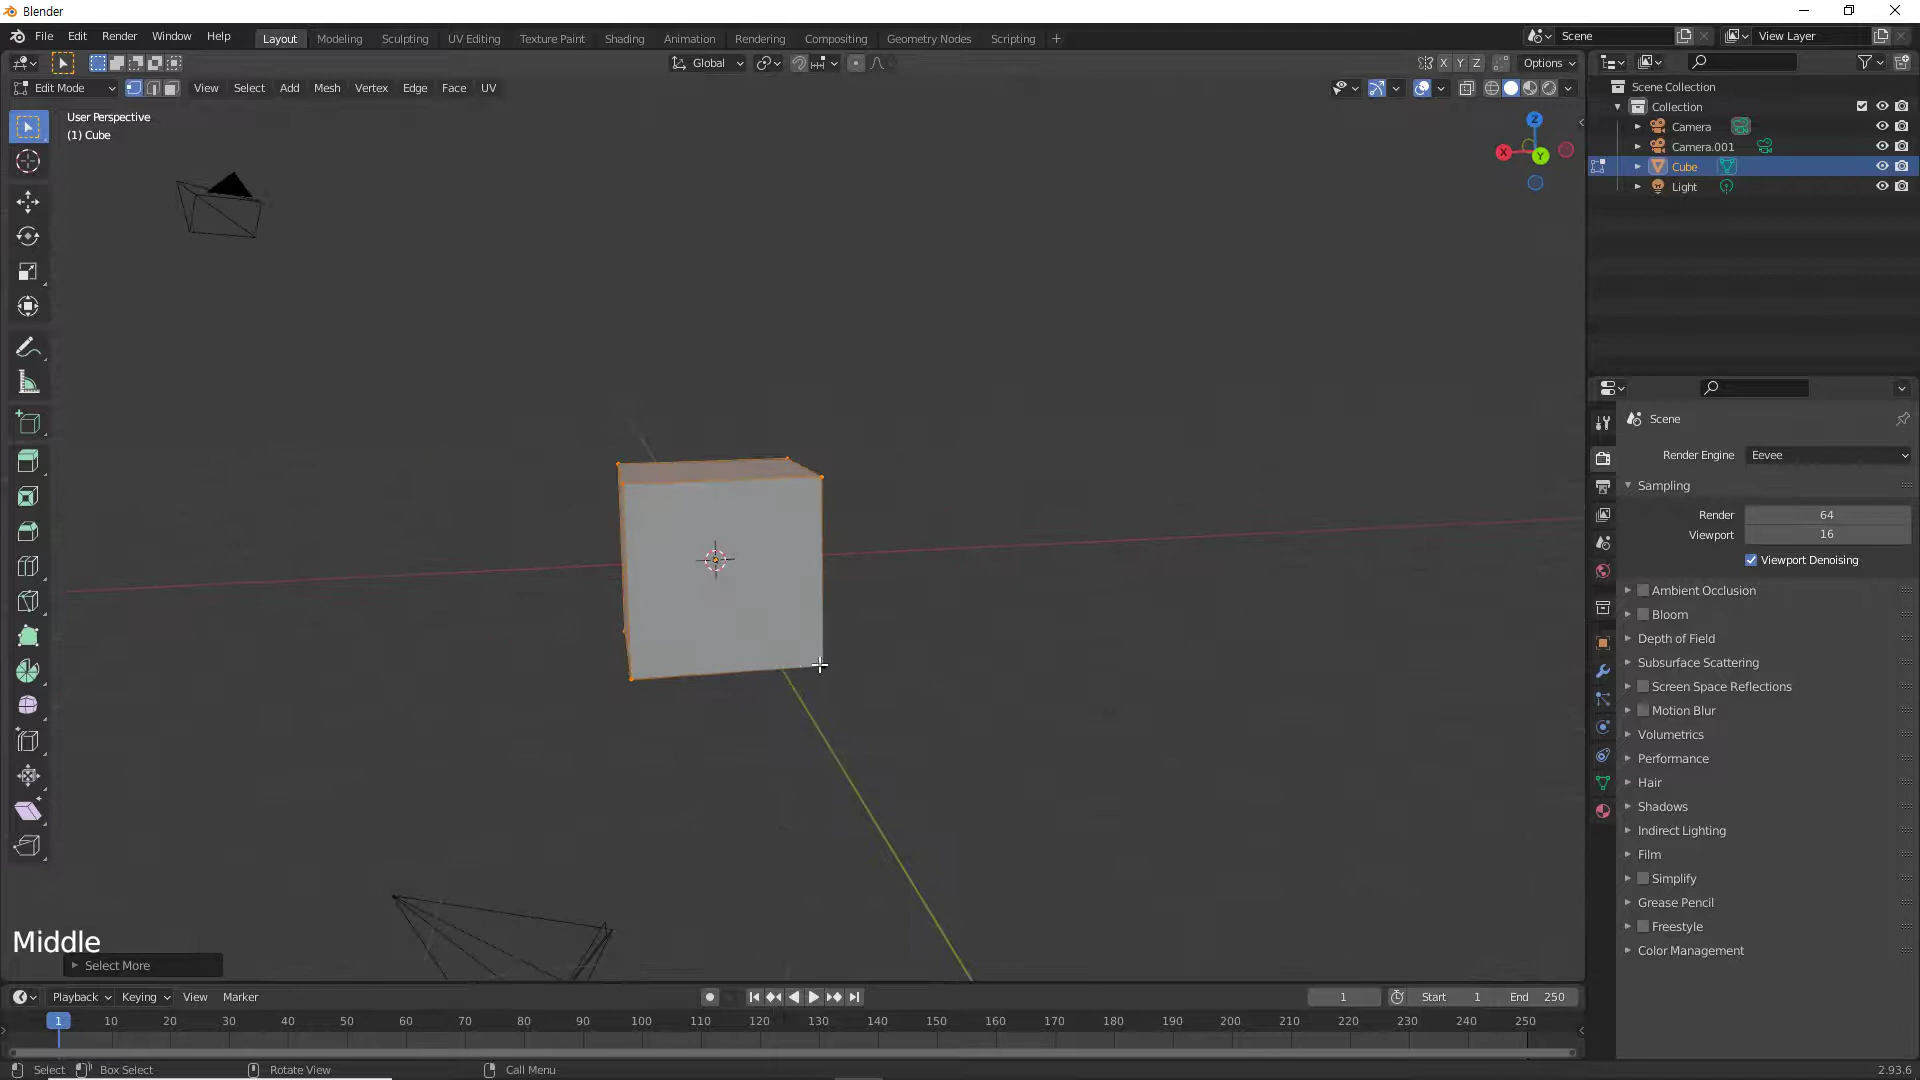 Blender
File Edit Render Window Help Layout Modeling Sculpting UV Editing Texture Paint Shading Animation Rendering Compositing Geometry Nodes Scripting + Scene View Layer
Global X Y Z Options
Edit Mode View Select Add Mesh Vertex Edge Face UV
User Perspective
(1) Cube
Z
X
Y
Scene Collection
Collection
Camera
Camera.001
Cube
Light
Scene
Render Engine Eevee
Sampling
Render 64
Viewport 16
Viewport Denoising
Ambient Occlusion
Bloom
Depth of Field
Subsurface Scattering
Screen Space Reflections
Motion Blur
Volumetrics
Performance
Hair
Shadows
Indirect Lighting
Film
Simplify
Grease Pencil
Freestyle
Color Management
Middle
Select More
Playback Keying View Marker 1 Start 1 End 250
1 10 20 30 40 50 60 70 80 90 100 110 120 130 140 150 160 170 180 190 200 210 220 230 240 250
Select Box Select Rotate View Call Menu 2.93.6